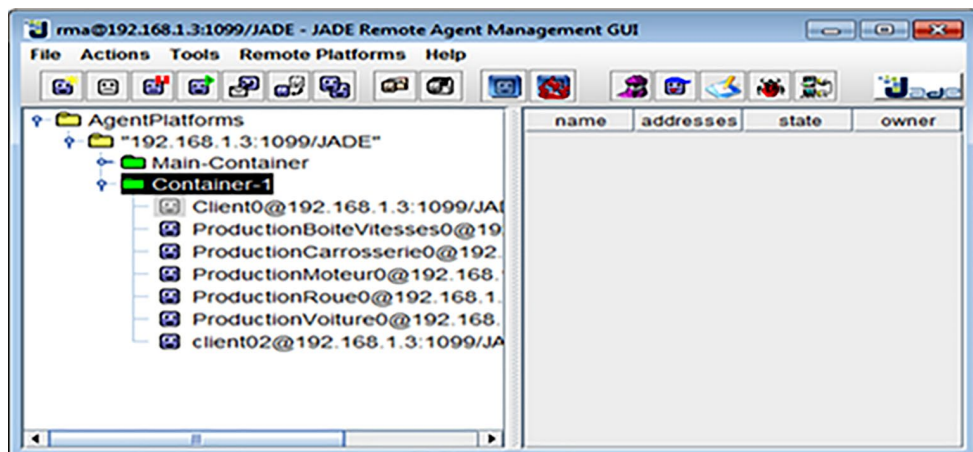 rma@192.168.1.3:1099/JADE - JADE Remote Agent Management GUI
File Actions Tools Remote Platforms Help
Jade
AgentPlatforms
"192.168.1.3:1099/JADE"
Main-Container
Container-1
Client0@192.168.1.3:1099/JA
ProductionBoiteVitesses0@19
ProductionCarrosserie0@192.
ProductionMoteur0@192.168.
ProductionRoue0@192.168.1.
ProductionVoiture0@192.168.
client02@192.168.1.3:1099/JA
name addresses state owner